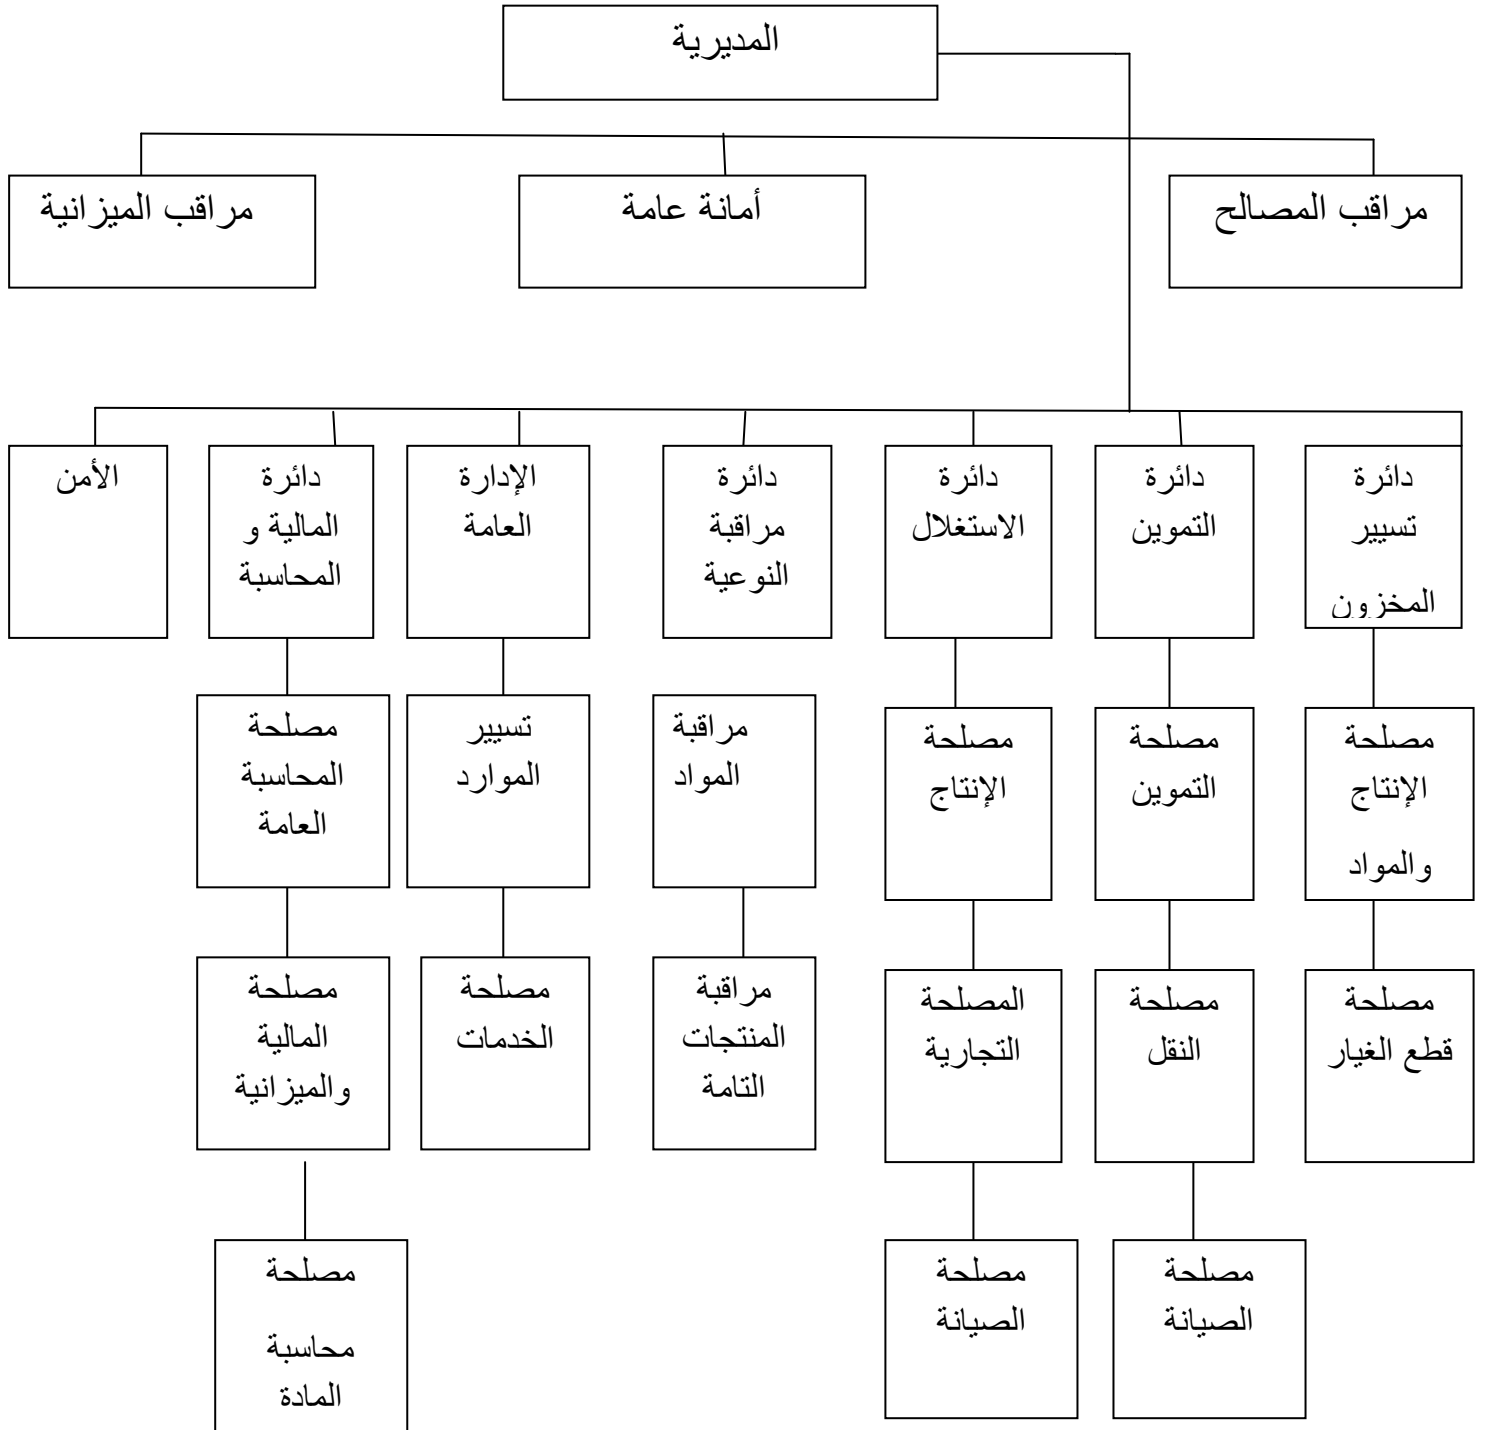 المديرية
مراقب المصالح
أمانة عامة
مراقب الميزانية
دائرة
تسيير
المخزون
دائرة
التموين
دائرة
الاستغلال
دائرة
مراقبة
النوعية
الإدارة
العامة
دائرة
المالية و
المحاسبة
الأمن
مصلحة
الإنتاج
والمواد
مصلحة
التموين
مصلحة
الإنتاج
مراقبة
المواد
تسيير
الموارد
مصلحة
المحاسبة
العامة
مصلحة
قطع الغيار
مصلحة
النقل
المصلحة
التجارية
مراقبة
المنتجات
التامة
مصلحة
الخدمات
مصلحة
المالية
والميزانية
مصلحة
الصيانة
مصلحة
الصيانة
مصلحة
محاسبة
المادة